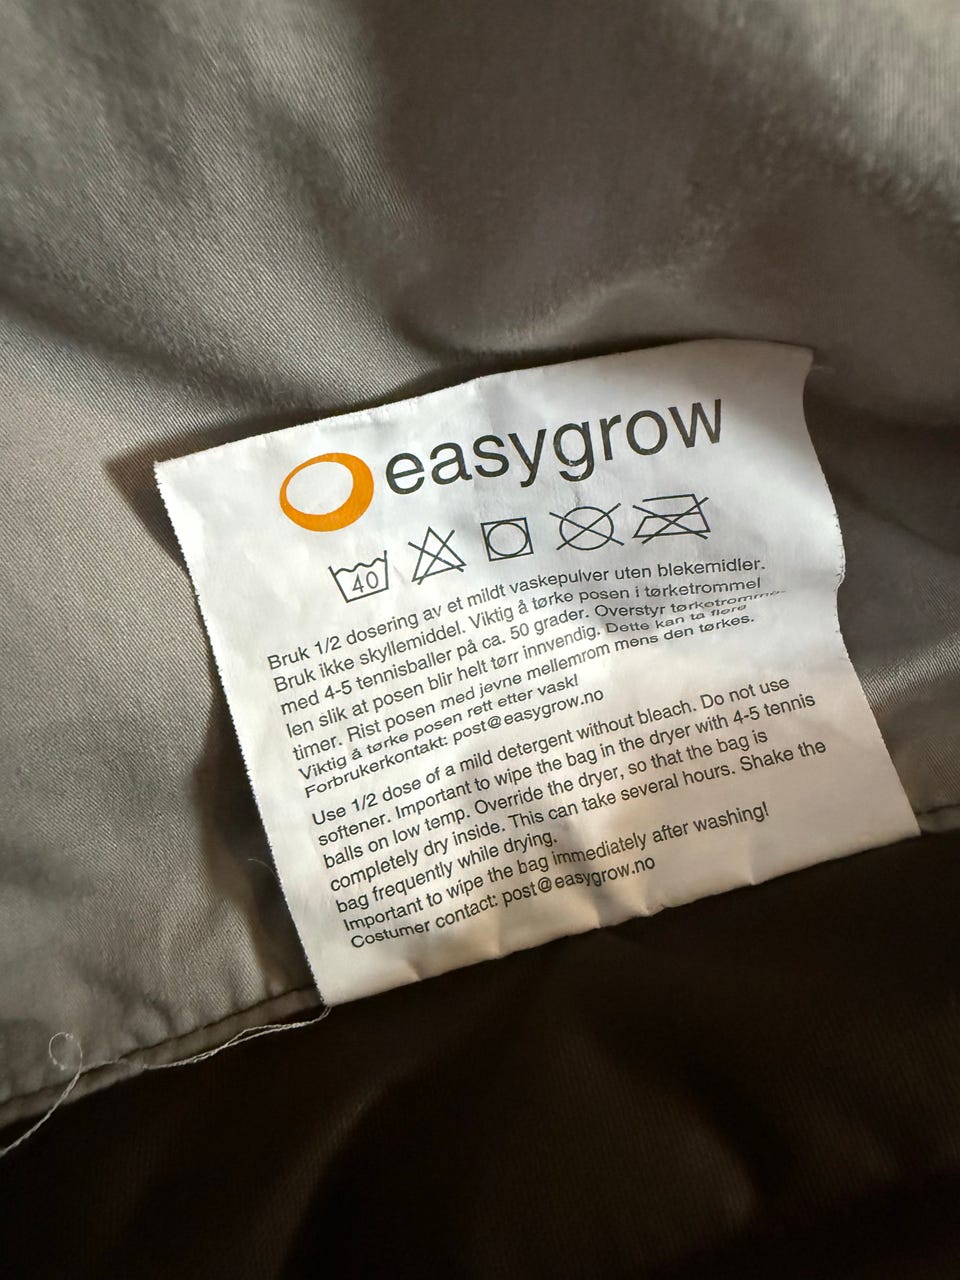 easygrow
40
Bruk 1/2 dosering av et mildt vaskepulver uten blekemidler.
Bruk ikke skyllemiddel. Viktig å tørke posen i tørketrommel
med 4-5 tennisballer på ca. 50 grader. Overstyr tørketromme-
len slik at posen blir helt tørr innvendig. Dette kan ta flere
timer. Rist posen med jevne mellomrom mens den tørkes.
Viktig å tørke posen rett etter vask!
Forbrukerkontakt: post@easygrow.no
Use 1/2 dose of a mild detergent without bleach. Do not use
softener. Important to wipe the bag in the dryer with 4-5 tennis
balls on low temp. Override the dryer, so that the bag is
completely dry inside. This can take several hours. Shake the
bag frequently while drying.
Important to wipe the bag immediately after washing!
Costumer contact: post@easygrow.no